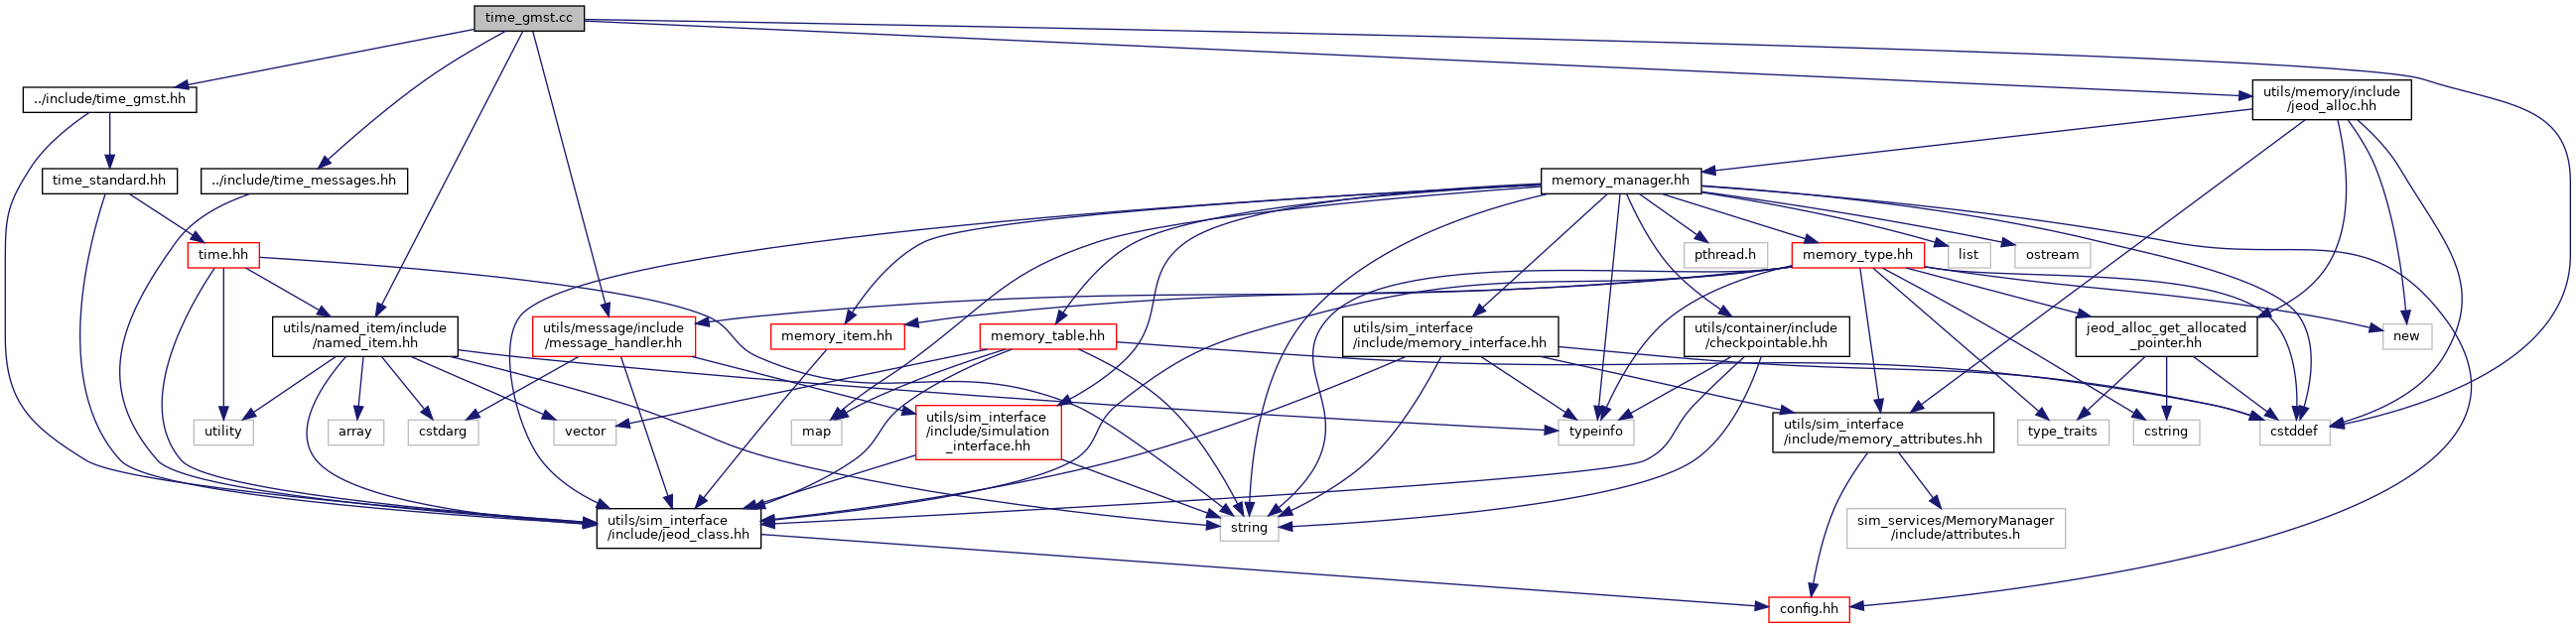 time_gmst.cc
../include/time_gmst.hh
utils/memory/include
/jeod_alloc.hh
time_standard.hh
../include/time_messages.hh
memory_manager.hh
time.hh
pthread.h
memory_type.hh
list
ostream
utils/named_item/include
/named_item.hh
utils/message/include
/message_handler.hh
memory_item.hh
memory_table.hh
utils/sim_interface
/include/memory_interface.hh
utils/container/include
/checkpointable.hh
jeod_alloc_get_allocated
_pointer.hh
new
utility
array
cstdarg
vector
map
utils/sim_interface
/include/simulation
_interface.hh
typeinfo
utils/sim_interface
/include/memory_attributes.hh
type_traits
cstring
cstddef
utils/sim_interface
/include/jeod_class.hh
string
sim_services/MemoryManager
/include/attributes.h
config.hh